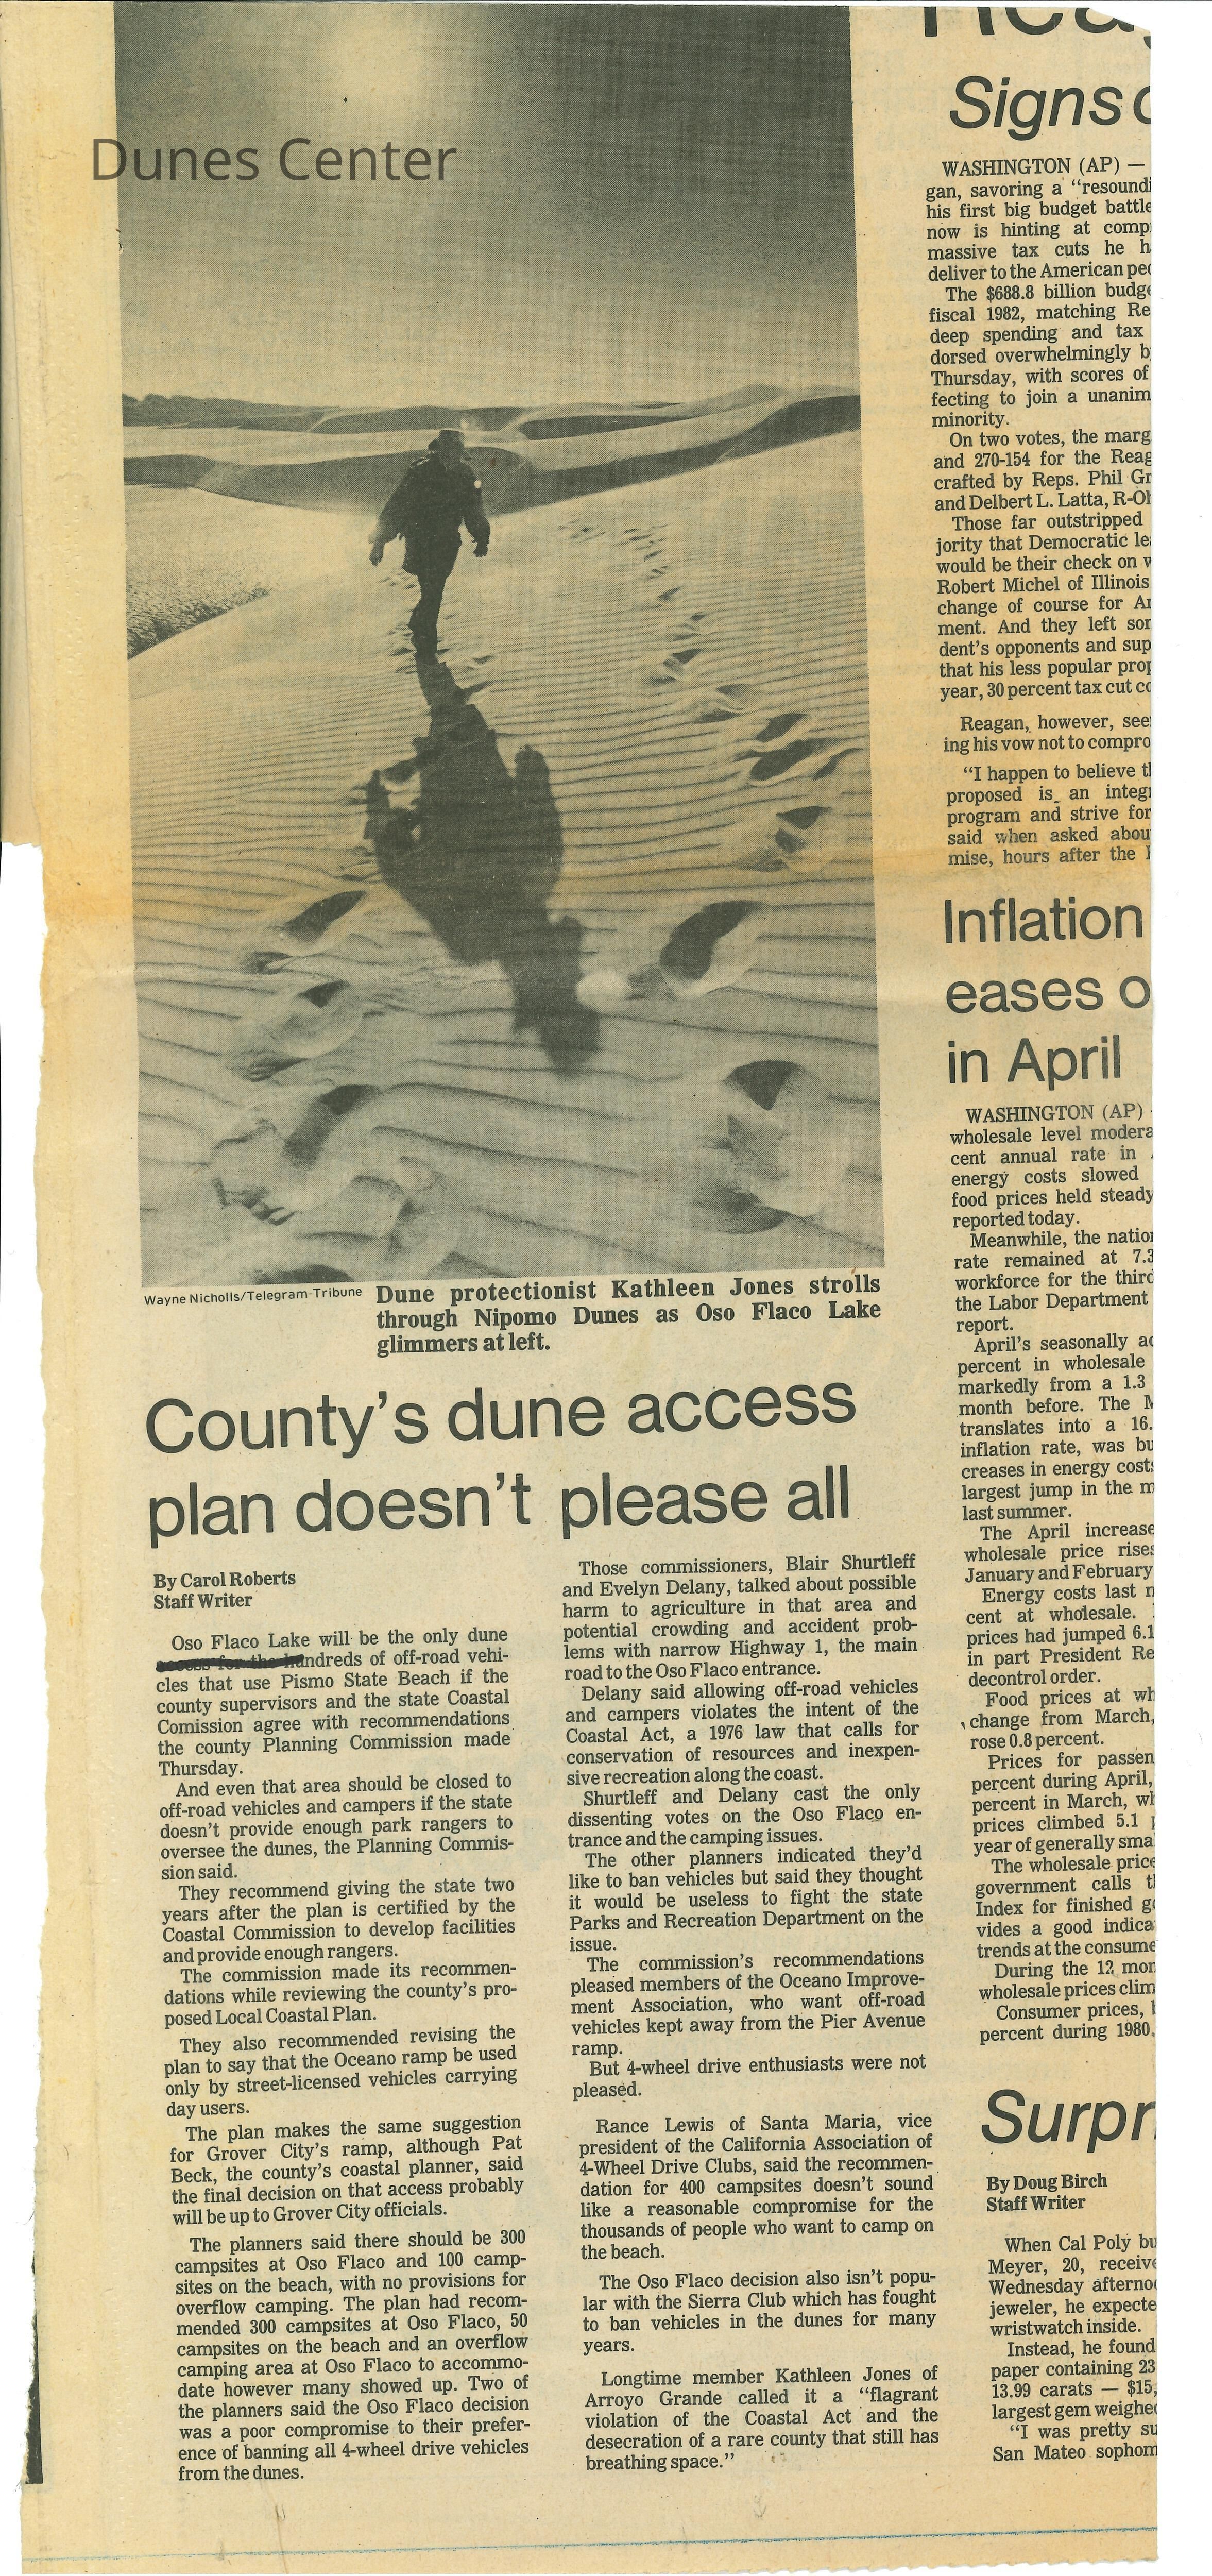 Dunes Center
Wayne Nicholls/Telegram-Tribune
Dune protectionist Kathleen Jones strolls
through Nipomo Dunes as Oso Flaco Lake
glimmers at left.
County's dune access
plan doesn't please all
By Carol Roberts
Staff Writer
Oso Flaco Lake will be the only dune
access for the hundreds of off-road vehi-
cles that use Pismo State Beach if the
county supervisors and the state Coastal
Comission agree with recommendations
the county Planning Commission made
Thursday.
And even that area should be closed to
off-road vehicles and campers if the state
doesn't provide enough park rangers to
oversee the dunes, the Planning Commis-
sion said.
They recommend giving the state two
years after the plan is certified by the
Coastal Commission to develop facilities
and provide enough rangers.
The commission made its recommen-
dations while reviewing the county's pro-
posed Local Coastal Plan.
They also recommended revising the
plan to say that the Oceano ramp be used
only by street-licensed vehicles carrying
day users.
The plan makes the same suggestion
for Grover City's ramp, although Pat
Beck, the county's coastal planner, said
the final decision on that access probably
will be up to Grover City officials.
The planners said there should be 300
campsites at Oso Flaco and 100 camp-
sites on the beach, with no provisions for
overflow camping. The plan had recom-
mended 300 campsites at Oso Flaco, 50
campsites on the beach and an overflow
camping area at Oso Flaco to accommo-
date however many showed up. Two of
the planners said the Oso Flaco decision
was a poor compromise to their prefer-
ence of banning all 4-wheel drive vehicles
from the dunes.
Those commissioners, Blair Shurtleff
and Evelyn Delany, talked about possible
harm to agriculture in that area and
potential crowding and accident prob-
lems with narrow Highway 1, the main
road to the Oso Flaco entrance.
Delany said allowing off-road vehicles
and campers violates the intent of the
Coastal Act, a 1976 law that calls for
conservation of resources and inexpen-
sive recreation along the coast.
Shurtleff and Delany cast the only
dissenting votes on the Oso Flaco en-
trance and the camping issues.
The other planners indicated they'd
like to ban vehicles but said they thought
it would be useless to fight the state
Parks and Recreation Department on the
issue.
The commission's recommendations
pleased members of the Oceano Improve-
ment Association, who want off-road
vehicles kept away from the Pier Avenue
ramp.
But 4-wheel drive enthusiasts were not
pleased.
Rance Lewis of Santa Maria, vice
president of the California Association of
4-Wheel Drive Clubs, said the recommen-
dation for 400 campsites doesn't sound
like a reasonable compromise for the
thousands of people who want to camp on
the beach.
The Oso Flaco decision also isn't popu-
lar with the Sierra Club which has fought
to ban vehicles in the dunes for many
years.
Longtime member Kathleen Jones of
Arroyo Grande called it a "flagrant
violation of the Coastal Act and the
desecration of a rare county that still has
breathing space."
Signs
WASHINGTON (AP) —
gan, savoring a "resoundi
his first big budget battle
now is hinting at comp
massive tax cuts he h
deliver to the American pe
The $688.8 billion budge
fiscal 1982, matching Re
deep spending and tax
dorsed overwhelmingly b
Thursday, with scores of
fecting to join a unanim
minority.
On two votes, the marg
and 270-154 for the Reag
crafted by Reps. Phil Gr
and Delbert L. Latta, R-Oh
Those far outstripped
jority that Democratic le
would be their check on
Robert Michel of Illinois
change of course for
ment. And they left
dent's opponents and sup
that his less popular prop
year, 30 percent tax cut
Reagan, however, see
ing his vow not to compro
"I happen to believe
proposed is an integ
program and strive for
said when asked abou
mise, hours after the
Inflation
eases o
in April
WASHINGTON (AP)
wholesale level modera
cent annual rate in
energy costs slowed
food prices held steady
reported today.
Meanwhile, the natio
rate remained at 7.3
workforce for the third
the Labor Department
report.
April's seasonally
percent in wholesale
markedly from a 1.3
month before. The
translates into a 16.
inflation rate, was bu
creases in energy costs
largest jump in the
last summer.
The April increase
wholesale price rises
January and February
Energy costs last
cent at wholesale.
prices had jumped 6.1
in part President Re
decontrol order.
Food prices at wh
change from March,
rose 0.8 percent.
Prices for passen
percent during April,
percent in March, wh
prices climbed 5.1
year of generally sma
The wholesale price
government calls
Index for finished g
vides a good indica
trends at the consume
During the 12 mon
wholesale prices clim
Consumer prices,
percent during 1980,
Surpr
By Doug Birch
Staff Writer
When Cal Poly bu
Meyer, 20, receive
Wednesday afterno
jeweler, he expecte
wristwatch inside.
Instead, he found
paper containing 23
13.99 carats — $15,
largest gem weighe
"I was pretty su
San Mateo sophom